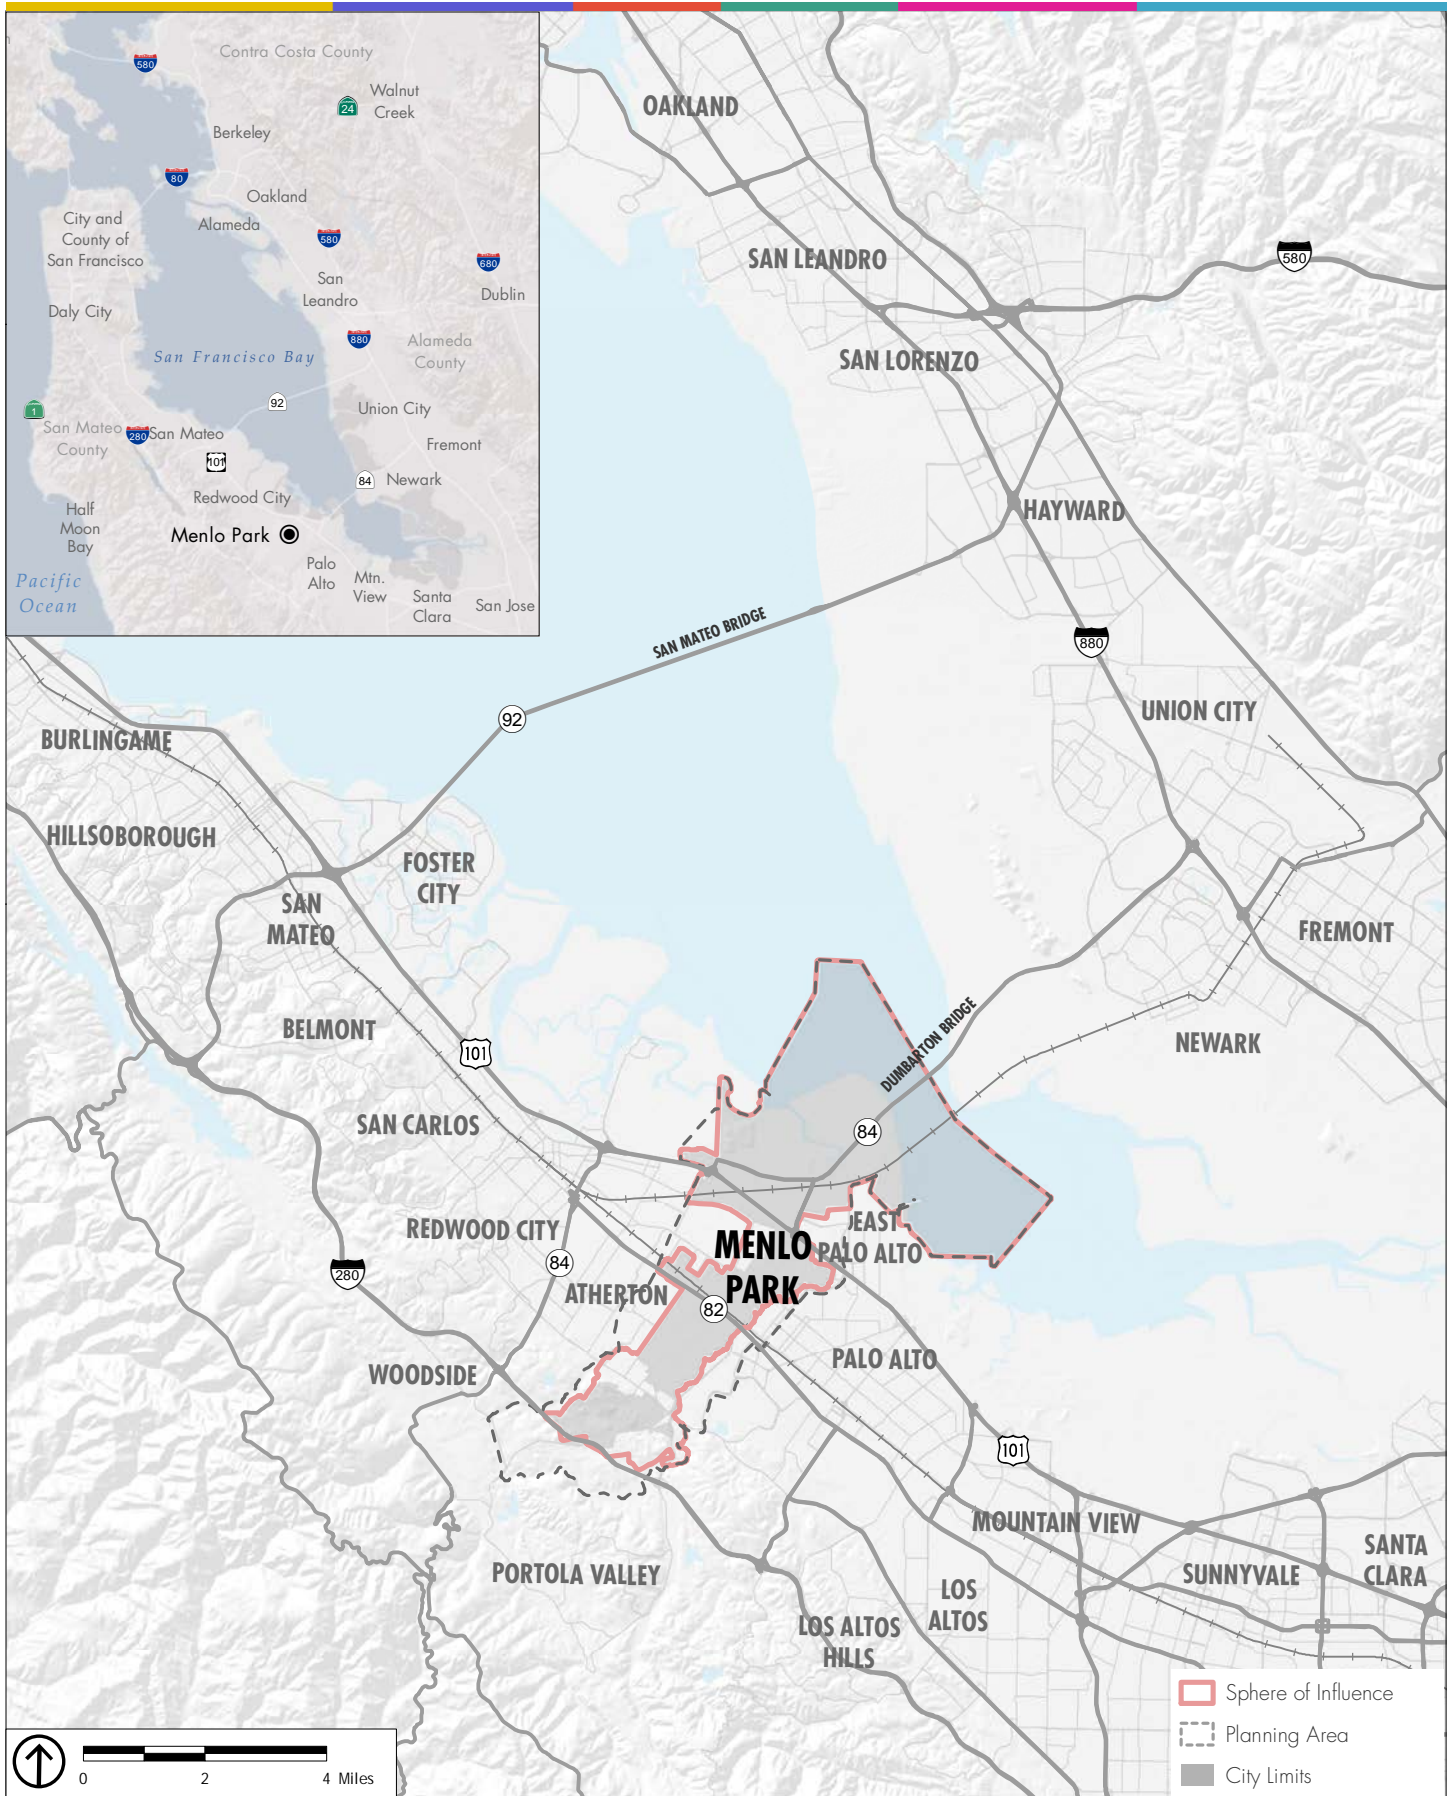 Contra Costa County
580
24
Walnut
Creek
Berkeley
80
Oakland
Alameda
City and
County of
San Francisco
580
680
San
Leandro
Dublin
Daly City
880
Alameda
County
San Francisco Bay
92
Union City
1
San Mateo
County
280
San Mateo
Fremont
101
84
Newark
Redwood City
Half
Moon
Bay
Menlo Park
Palo
Alto
Mtn.
View
Santa
Clara
San Jose
Pacific
Ocean
OAKLAND
SAN LEANDRO
580
SAN LORENZO
HAYWARD
SAN MATEO BRIDGE
880
92
UNION CITY
BURLINGAME
HILLSOBOROUGH
FOSTER
CITY
SAN
MATEO
FREMONT
BELMONT
101
DUMBARTON BRIDGE
NEWARK
SAN CARLOS
84
REDWOOD CITY
EAST
PALO ALTO
MENLO
PARK
84
280
ATHERTON
82
WOODSIDE
PALO ALTO
101
MOUNTAIN VIEW
PORTOLA VALLEY
SANTA
CLARA
SUNNYVALE
LOS
ALTOS
LOS ALTOS
HILLS
Sphere of Influence
Planning Area
City Limits
0 2 4 Miles